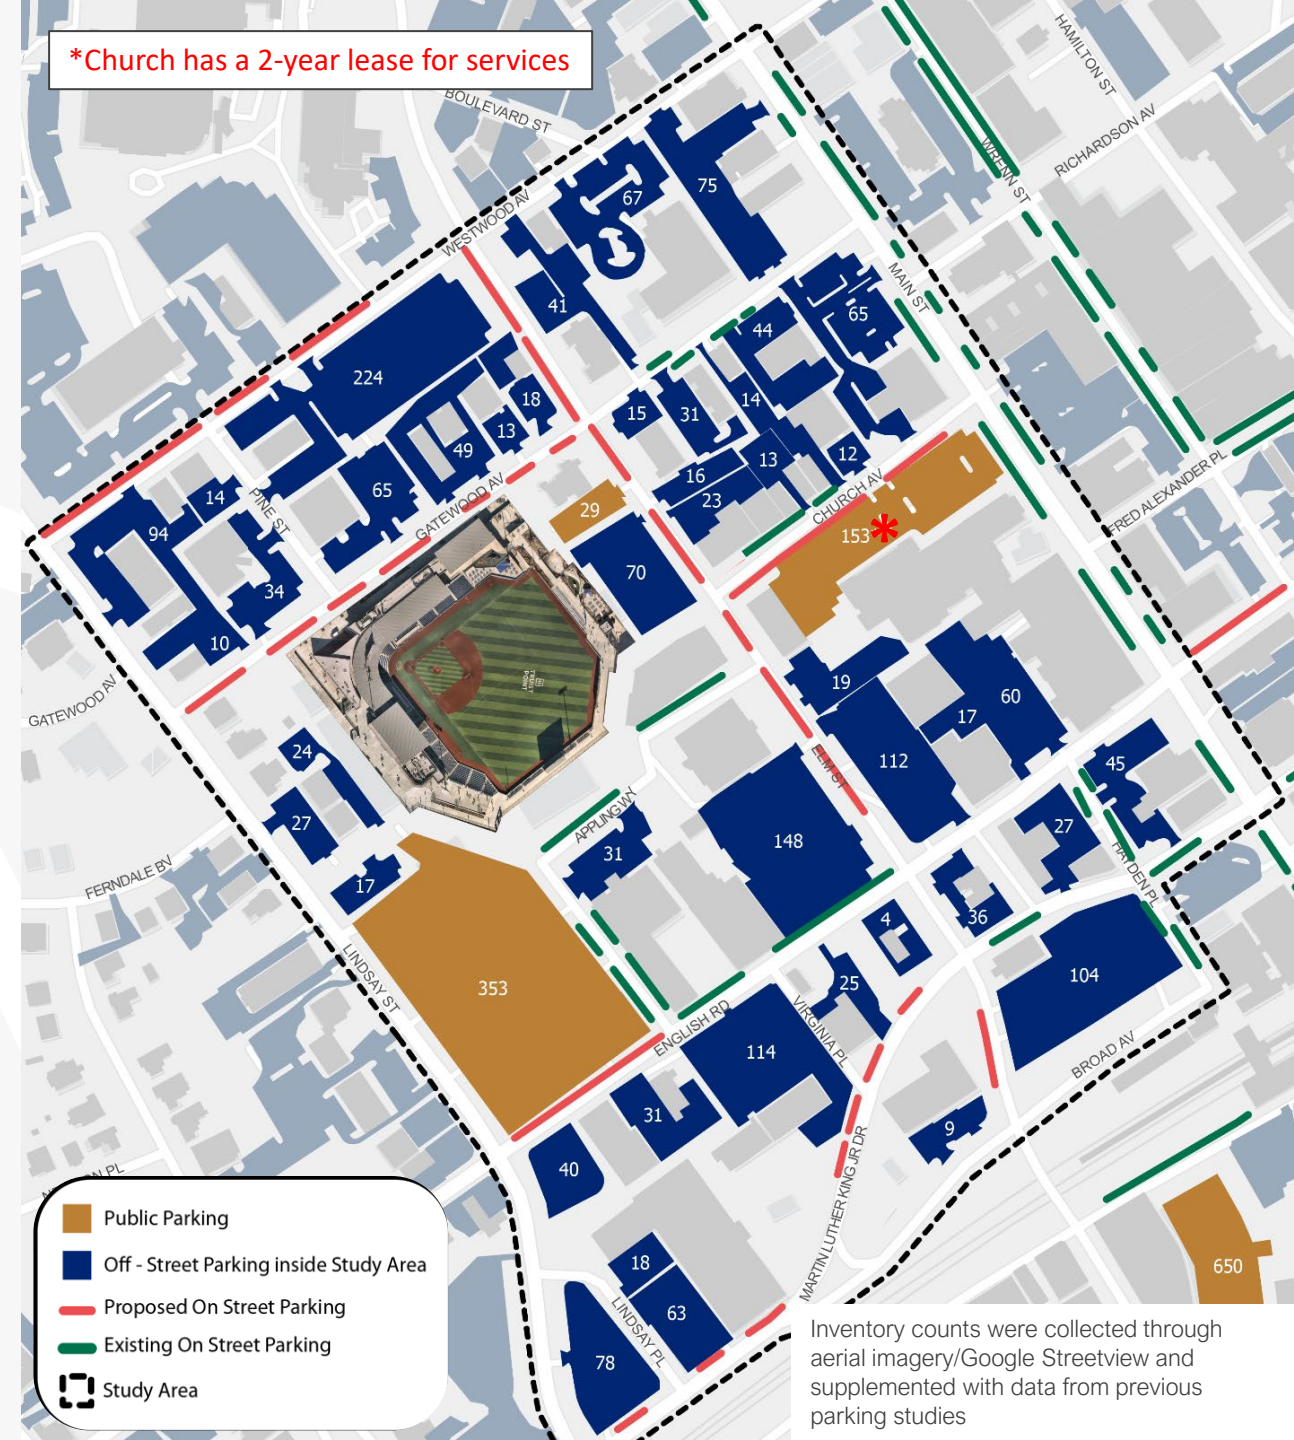 *Church has a 2-year lease for services
HAMILTON ST
BOULEVARD ST
RICHARDSON AV
WRENN ST
67
75
WESTWOOD AV
MAIN ST
41
44
65
224
18
15
31
14
13
49
12
16
13
CHURCH AV
14
65
23
FRED ALEXANDER PL
PINE ST
GATEWOOD AV
29
94
153*
70
34
10
TRUIST
POINT
19
60
GATEWOOD AV
17
24
ELM ST
112
45
27
APPLING WY
148
27
31
HAYDEN PL
FERNDALE BV
17
36
4
LINDSAY ST
353
25
104
VIRGINIA PL
ENGLISH RD
114
BROAD AV
31
9
40
MARTIN LUTHER KING JR DR
PL
Public Parking
Off - Street Parking inside Study Area
Proposed On Street Parking
Existing On Street Parking
Study Area
18
650
63
LINDSAY PL
78
Inventory counts were collected through
aerial imagery/Google Streetview and
supplemented with data from previous
parking studies